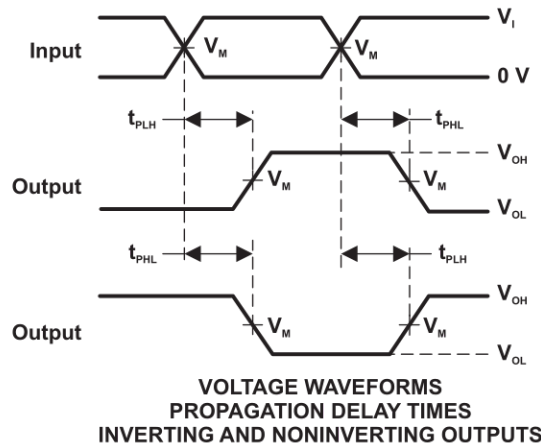 V_I
Input V_M V_M
0 V
t_PLH t_PHL
V_OH
Output V_M V_M
V_OL
t_PHL t_PLH
V_OH
Output V_M V_M
V_OL
VOLTAGE WAVEFORMS
PROPAGATION DELAY TIMES
INVERTING AND NONINVERTING OUTPUTS